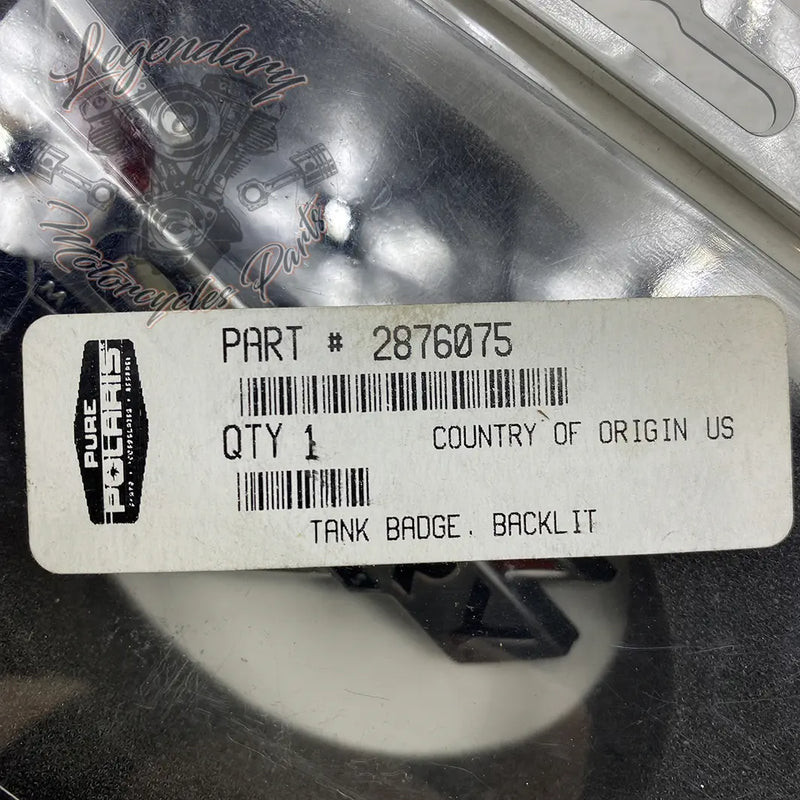 Legendary
Motorcycles Parts
PART # 2876075
PURE
POLARIS
QTY 1
COUNTRY OF ORIGIN US
TANK BADGE. BACKLIT